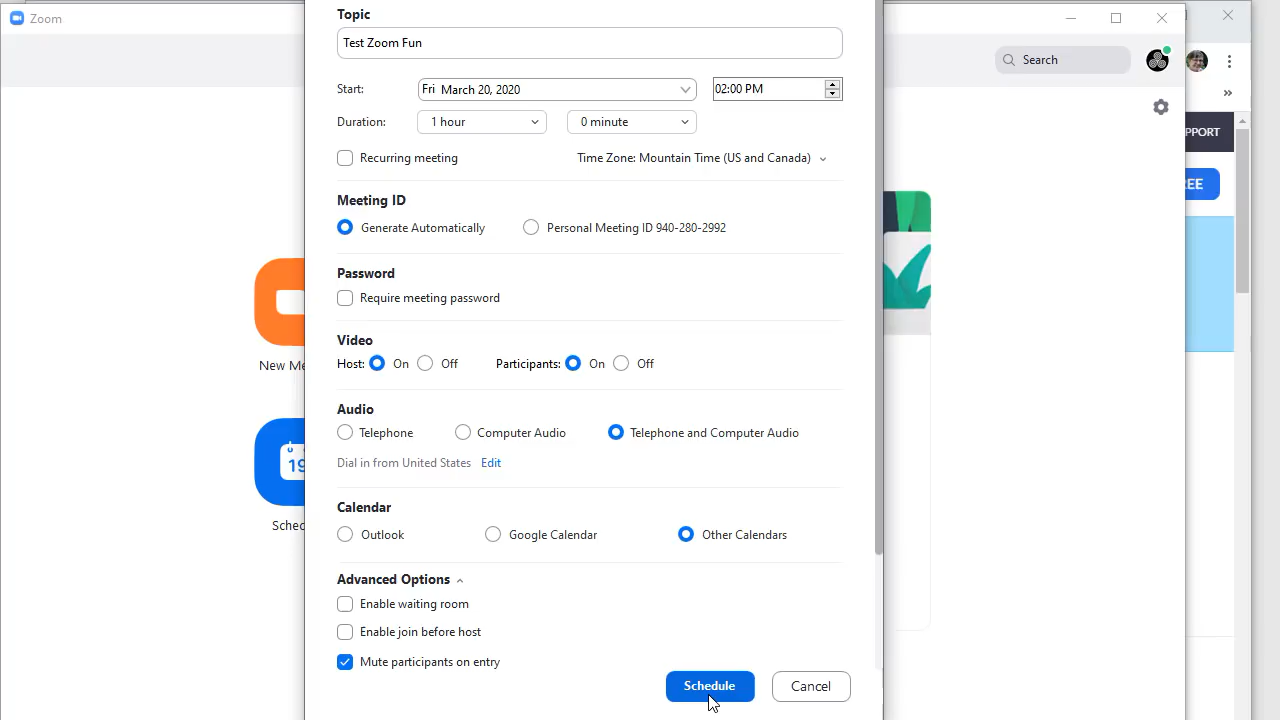 Zoom
Topic
Test Zoom Fun
Search
Start:
Fri March 20, 2020
02:00 PM
Duration:
1 hour
0 minute
Recurring meeting
Time Zone: Mountain Time (US and Canada)
PPORT
EE
Meeting ID
Generate Automatically
Personal Meeting ID 940-280-2992
Password
Require meeting password
Video
Host:
On
Off
Participants:
On
Off
New Me
Audio
Telephone
Computer Audio
Telephone and Computer Audio
Dial in from United States
Edit
19
Calendar
Sched
Outlook
Google Calendar
Other Calendars
Advanced Options
Enable waiting room
Enable join before host
Mute participants on entry
Schedule
Cancel